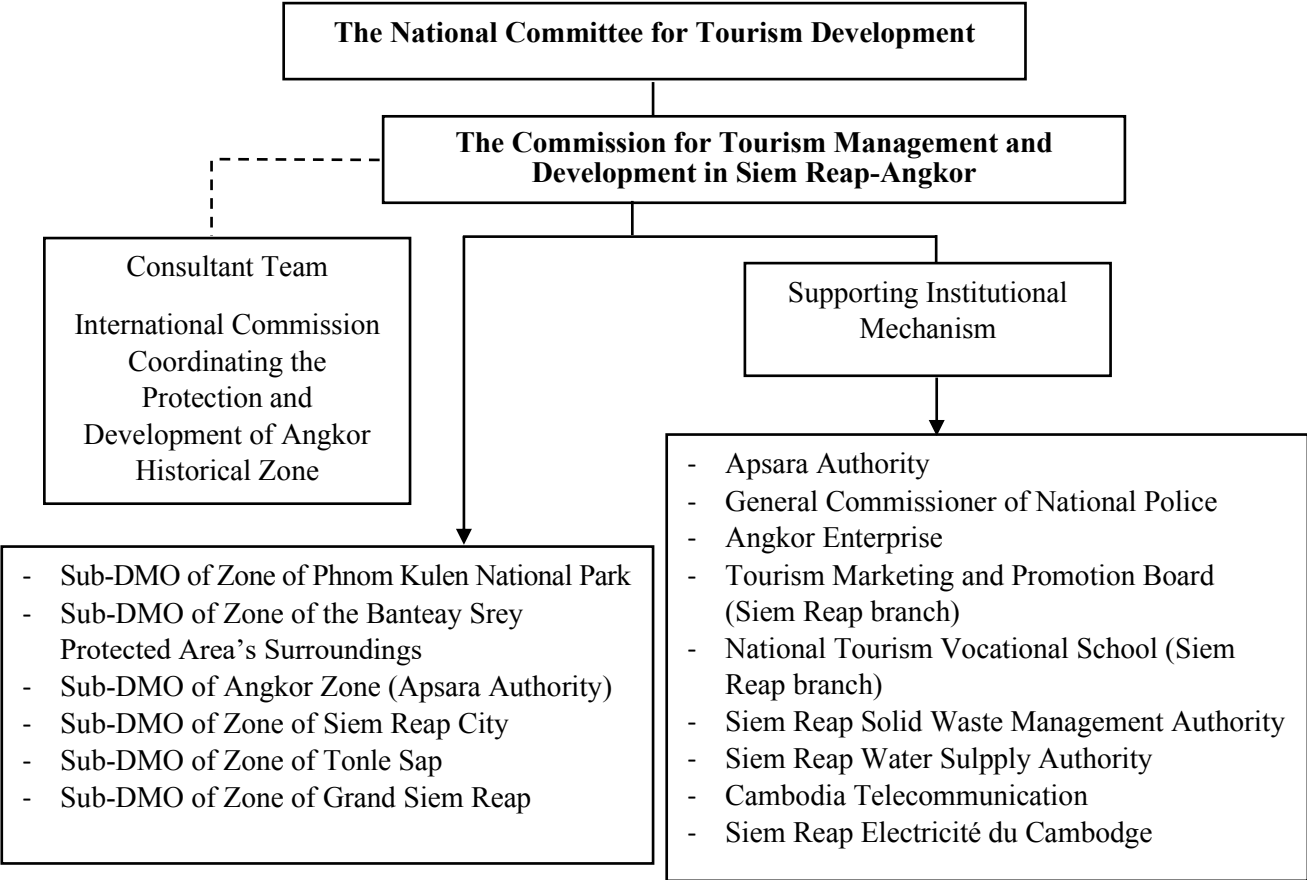 The National Committee for Tourism Development
The Commission for Tourism Management and
Development in Siem Reap-Angkor
Consultant Team
International Commission
Coordinating the
Protection and
Development of Angkor
Historical Zone
Supporting Institutional
Mechanism
- Sub-DMO of Zone of Phnom Kulen National Park
- Sub-DMO of Zone of the Banteay Srey
Protected Area’s Surroundings
- Sub-DMO of Angkor Zone (Apsara Authority)
- Sub-DMO of Zone of Siem Reap City
- Sub-DMO of Zone of Tonle Sap
- Sub-DMO of Zone of Grand Siem Reap
- Apsara Authority
- General Commissioner of National Police
- Angkor Enterprise
- Tourism Marketing and Promotion Board
(Siem Reap branch)
- National Tourism Vocational School (Siem
Reap branch)
- Siem Reap Solid Waste Management Authority
- Siem Reap Water Sulpply Authority
- Cambodia Telecommunication
- Siem Reap Electricité du Cambodge